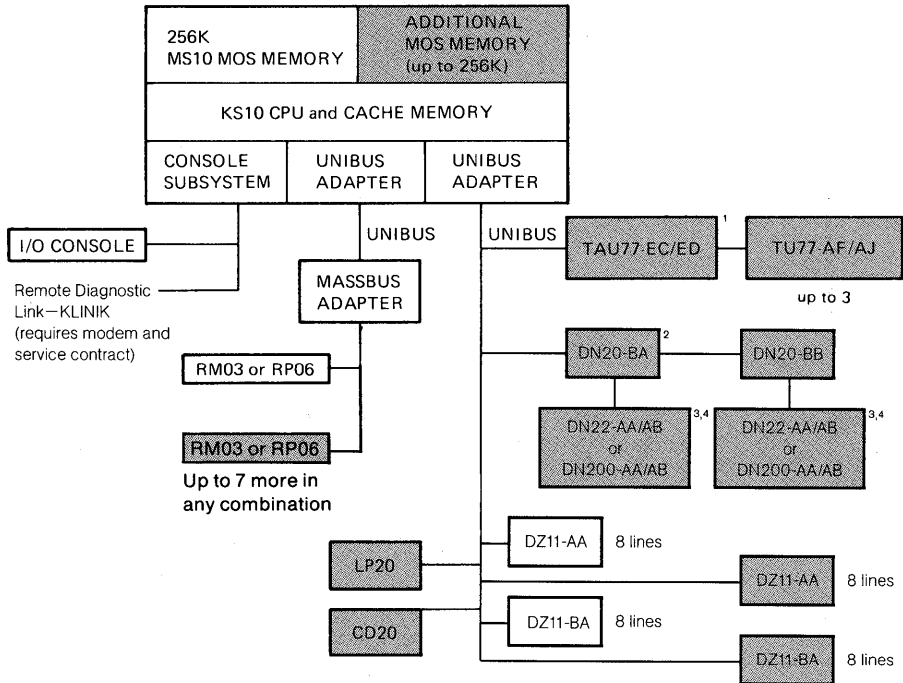 256K
MS10 MOS MEMORY
ADDITIONAL
MOS MEMORY
(up to 256K)
KS10 CPU and CACHE MEMORY
CONSOLE
SUBSYSTEM
UNIBUS
ADAPTER
UNIBUS
ADAPTER
I/O CONSOLE
UNIBUS
UNIBUS
TAU77-EC/ED
1
TU77-AF/AJ
up to 3
Remote Diagnostic
Link—KLINIK
(requires modem and
service contract)
MASSBUS
ADAPTER
RM03 or RP06
DN20-BA
2
DN20-BB
RM03 or RP06
Up to 7 more in
any combination
DN22-AA/AB
or
DN200-AA/AB
3,4
DN22-AA/AB
or
DN200-AA/AB
3,4
DZ11-AA
8 lines
LP20
DZ11-AA
8 lines
CD20
DZ11-BA
8 lines
DZ11-BA
8 lines